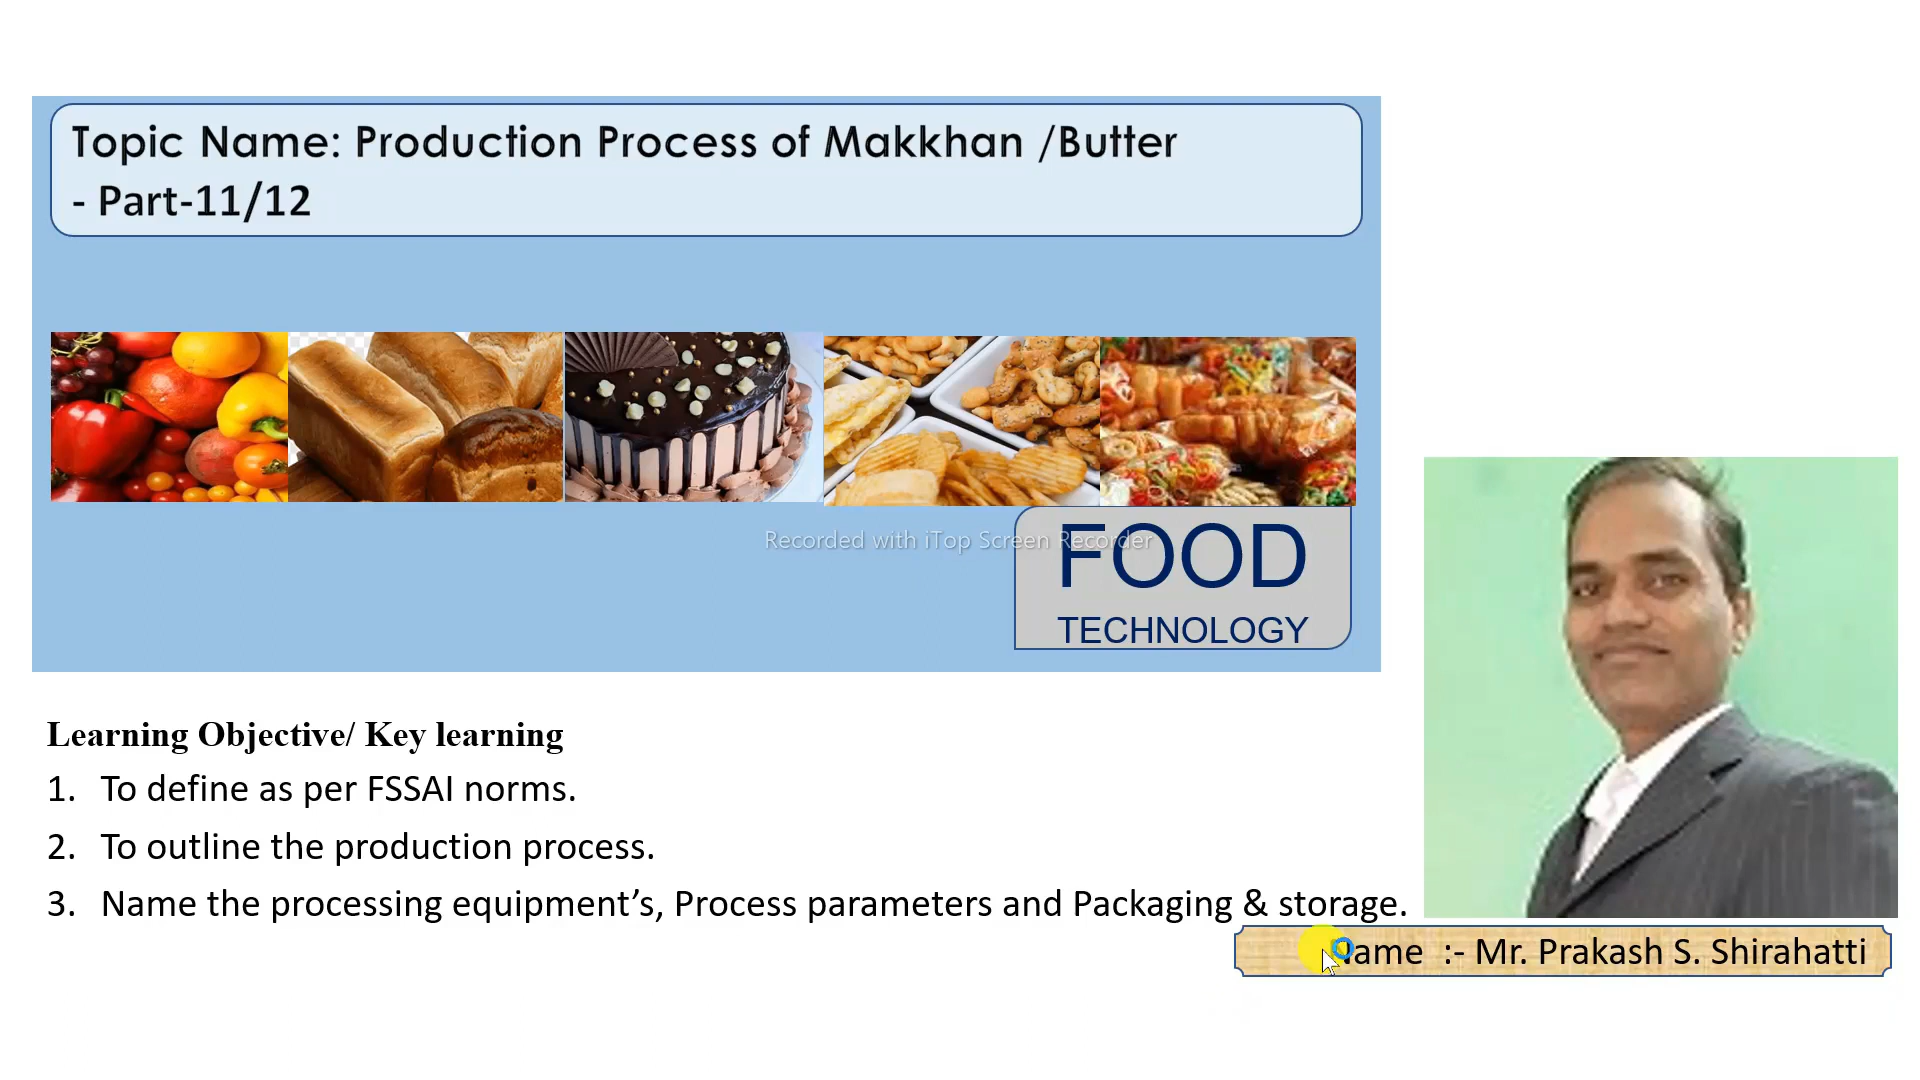 Topic Name: Production Process of Makkhan /Butter
- Part-11/12
Recorded with iTop Screen Recorder
FOOD
TECHNOLOGY
Learning Objective/ Key learning
1. To define as per FSSAI norms.
2. To outline the production process.
3. Name the processing equipment’s, Process parameters and Packaging & storage.
Name :- Mr. Prakash S. Shirahatti